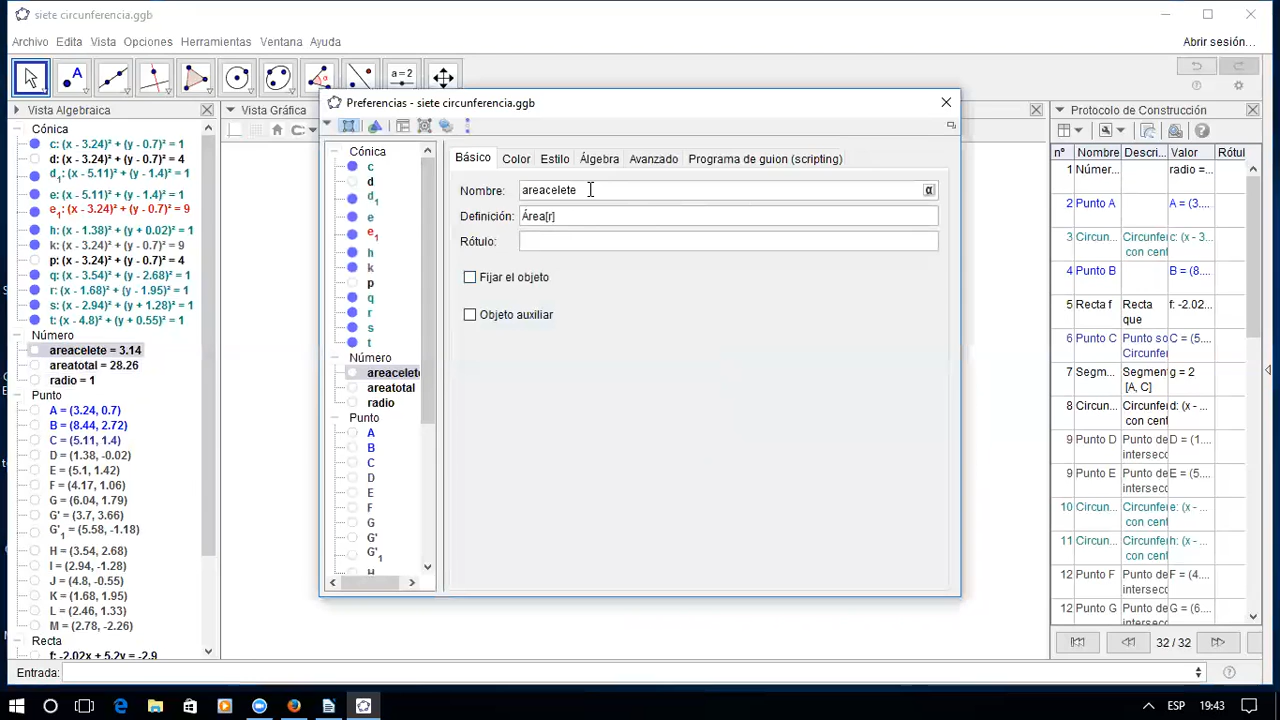 siete circunferencia.ggb
Archivo Edita Vista Opciones Herramientas Ventana Ayuda
Abrir sesión...
A
a=2
Vista Algebraica
Vista Gráfica
Protocolo de Construcción
Cónica
c: (x - 3.24)² + (y - 0.7)² = 1
d: (x - 3.24)² + (y - 0.7)² = 4
d₁: (x - 5.11)² + (y - 1.4)² = 1
e: (x - 5.11)² + (y - 1.4)² = 1
e₁: (x - 3.24)² + (y - 0.7)² = 9
h: (x - 1.38)² + (y + 0.02)² = 1
k: (x - 3.24)² + (y - 0.7)² = 9
p: (x - 3.24)² + (y - 0.7)² = 4
q: (x - 3.54)² + (y - 2.68)² = 1
r: (x - 1.68)² + (y - 1.95)² = 1
s: (x - 2.94)² + (y + 1.28)² = 1
t: (x - 4.8)² + (y + 0.55)² = 1
Número
areacelete = 3.14
areatotal = 28.26
radio = 1
Punto
A = (3.24, 0.7)
B = (8.44, 2.72)
C = (5.11, 1.4)
D = (1.38, -0.02)
E = (5.1, 1.42)
F = (4.17, 1.06)
G = (6.04, 1.79)
G' = (3.7, 3.66)
G'₁ = (5.58, -1.18)
H = (3.54, 2.68)
I = (2.94, -1.28)
J = (4.8, -0.55)
K = (1.68, 1.95)
L = (2.46, 1.33)
M = (2.78, -2.26)
Recta
f: -2.02x + 5.2y = -2.9
Preferencias - siete circunferencia.ggb
Cónica
c
d
d₁
e
e₁
h
k
p
q
r
s
t
Número
areacelete
areatotal
radio
Punto
A
B
C
D
E
F
G
G'
G'₁
H
Básico Color Estilo Álgebra Avanzado Programa de guion (scripting)
Nombre: areacelete α
Definición: Área[r]
Rótulo:
Fijar el objeto
Objeto auxiliar
nº Nombre Descri... Valor Rótul
1 Númer... radio =...
2 Punto A A = (3....
3 Circun... Circunfe c: (x - 3...
con cent
4 Punto B B = (8....
5 Recta f Recta f: -2.02...
que
6 Punto C Punto so C = (5....
Circunfer
7 Segm... Segment g = 2
[A, C]
8 Circun... Circunfe d: (x - ...
con cent
9 Punto D Punto de D = (1....
intersecc
9 Punto E Punto de E = (5....
intersecc
10 Circun... Circunfe e: (x - ...
con cent
11 Circun... Circunfe h: (x - ...
con cent
12 Punto F Punto de F = (4....
intersecc
12 Punto G Punto de G = (6....
intersecc
32 / 32
Entrada:
ESP 19:43